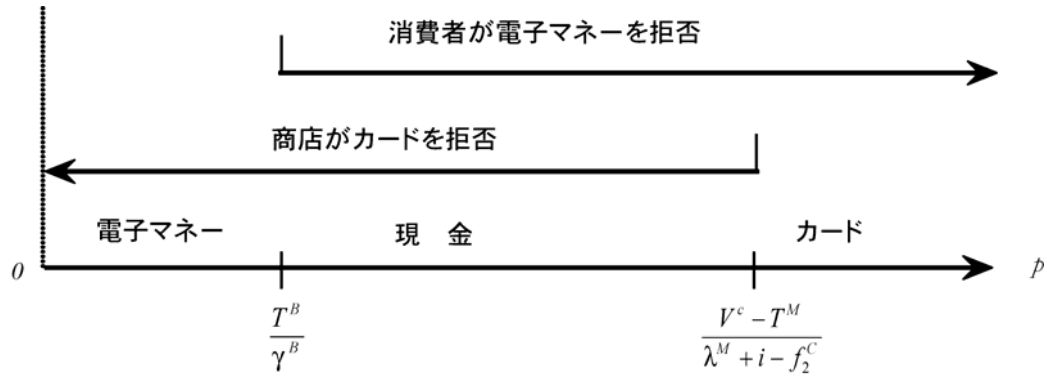 消費者が電子マネーを拒否
商店がカードを拒否
電子マネー 現 金 カード
0 p
T^B / γ^B
V^c − T^M / λ^M + i − f_2^C